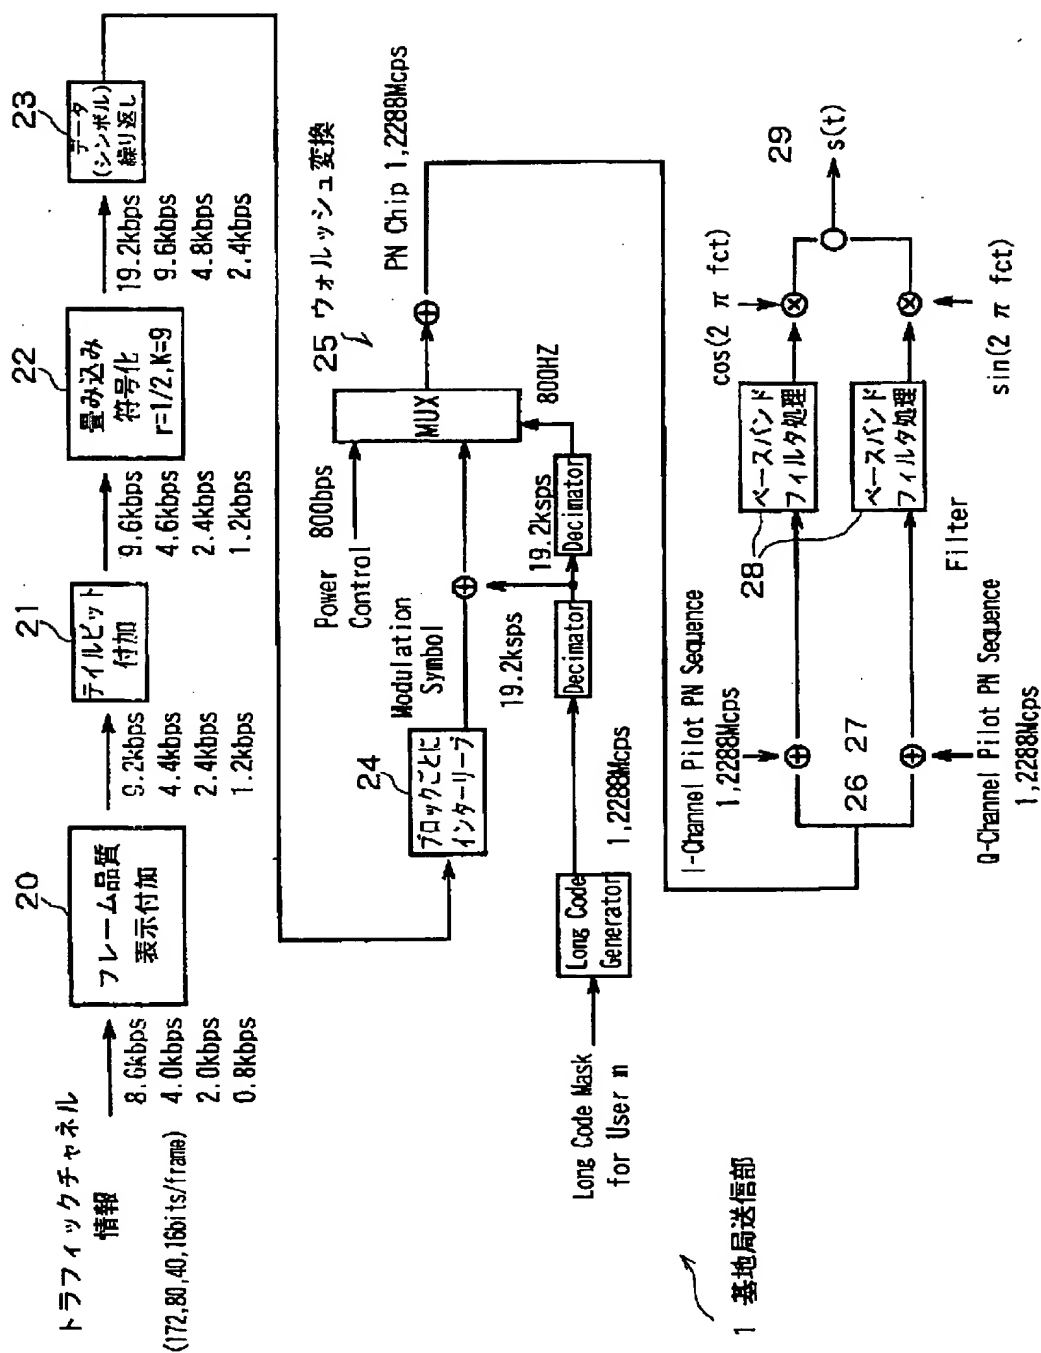 トラフィックチャネル
情報
(172,80,40,16bits/frame)
8.6kbps
4.0kbps
2.0kbps
0.8kbps
20
フレーム品質
表示付加
9.2kbps
4.4kbps
2.4kbps
1.2kbps
21
テイルビット
付加
9.6kbps
4.6kbps
2.4kbps
1.2kbps
22
畳み込み
符号化
r=1/2,K=9
19.2kbps
9.6kbps
4.8kbps
2.4kbps
23
データ
(シンボル)
繰り返し
24
ブロックごとに
インターリーブ
Modulation
Symbol
Power
Control
800bps
MUX
25 ウォルッシュ変換
PN Chip 1,2288Mcps
Long Code Mask
for User m
Long Code
Generator
1,2288Mcps
Decimator
19.2ksps
Decimator
19.2ksps
800HZ
I-Channel Pilot PN Sequence
1,2288Mcps
26 27
Q-Channel Pilot PN Sequence
1,2288Mcps
28
ベースバンド
フィルタ処理
ベースバンド
フィルタ処理
Filter
cos(2 π fct)
sin(2 π fct)
29
s(t)
1 基地局送信部